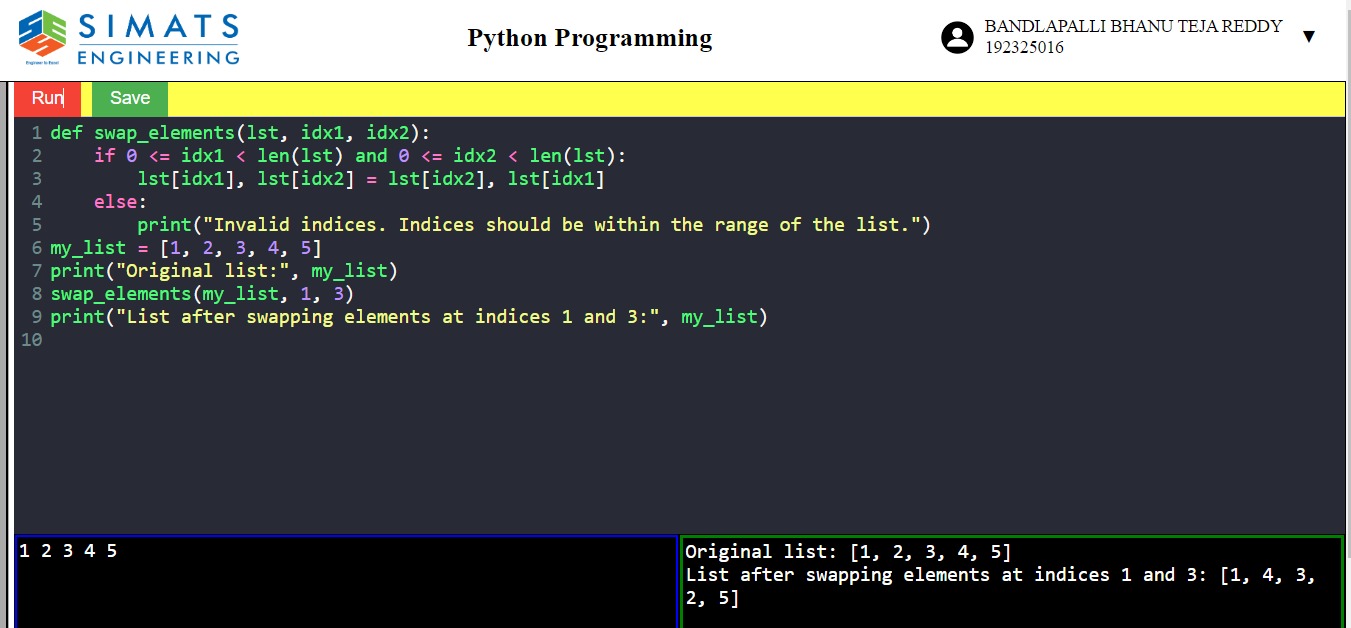 SIMATS
ENGINEERING
Engineer to Excel
Python Programming
BANDLAPALLI BHANU TEJA REDDY
192325016
Run
Save
1 def swap_elements(lst, idx1, idx2):
2     if 0 <= idx1 < len(lst) and 0 <= idx2 < len(lst):
3         lst[idx1], lst[idx2] = lst[idx2], lst[idx1]
4     else:
5         print("Invalid indices. Indices should be within the range of the list.")
6 my_list = [1, 2, 3, 4, 5]
7 print("Original list:", my_list)
8 swap_elements(my_list, 1, 3)
9 print("List after swapping elements at indices 1 and 3:", my_list)
10
1 2 3 4 5
Original list: [1, 2, 3, 4, 5]
List after swapping elements at indices 1 and 3: [1, 4, 3,
2, 5]